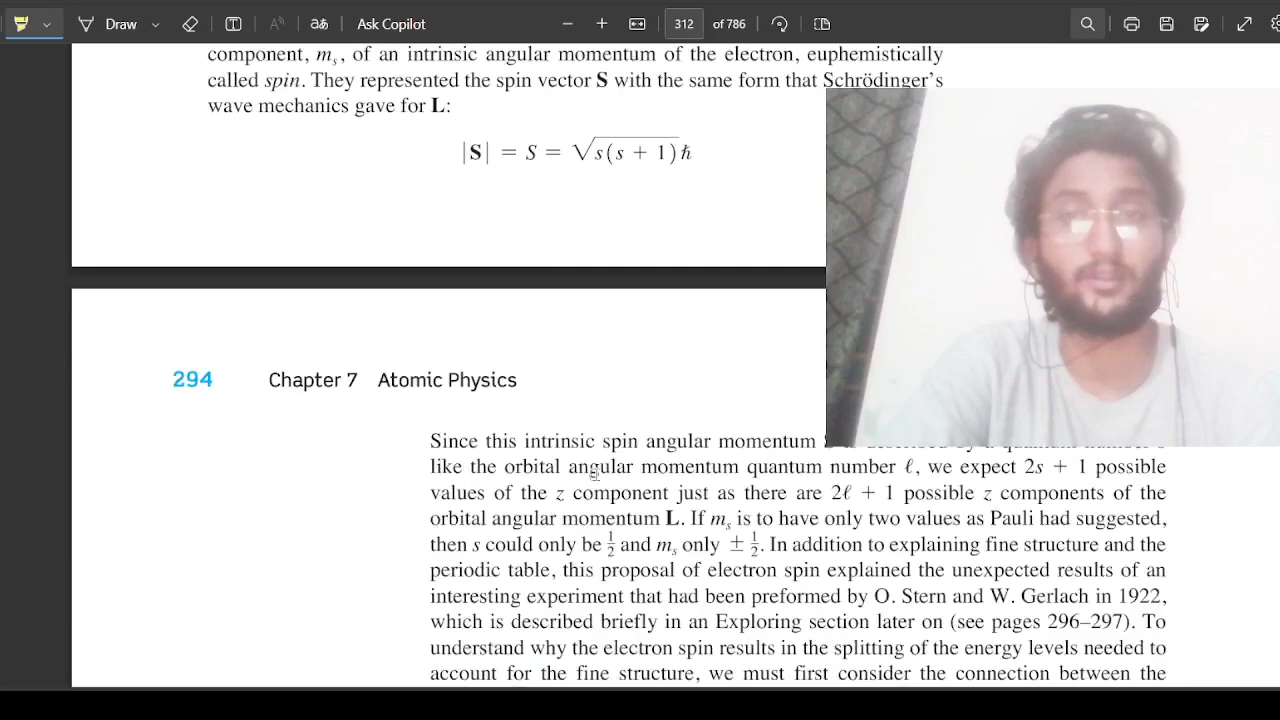 Draw
Ask Copilot
312 of 786
component, mₛ, of an intrinsic angular momentum of the electron, euphemistically
called spin. They represented the spin vector S with the same form that Schrödinger's
wave mechanics gave for L:
|S| = S = √s(s + 1) ℏ
294 Chapter 7 Atomic Physics
Since this intrinsic spin angular momentum
like the orbital angular momentum quantum number ℓ, we expect 2s + 1 possible
values of the z component just as there are 2ℓ + 1 possible z components of the
orbital angular momentum L. If mₛ is to have only two values as Pauli had suggested,
then s could only be ½ and mₛ only ± ½. In addition to explaining fine structure and the
periodic table, this proposal of electron spin explained the unexpected results of an
interesting experiment that had been preformed by O. Stern and W. Gerlach in 1922,
which is described briefly in an Exploring section later on (see pages 296–297). To
understand why the electron spin results in the splitting of the energy levels needed to
account for the fine structure, we must first consider the connection between the